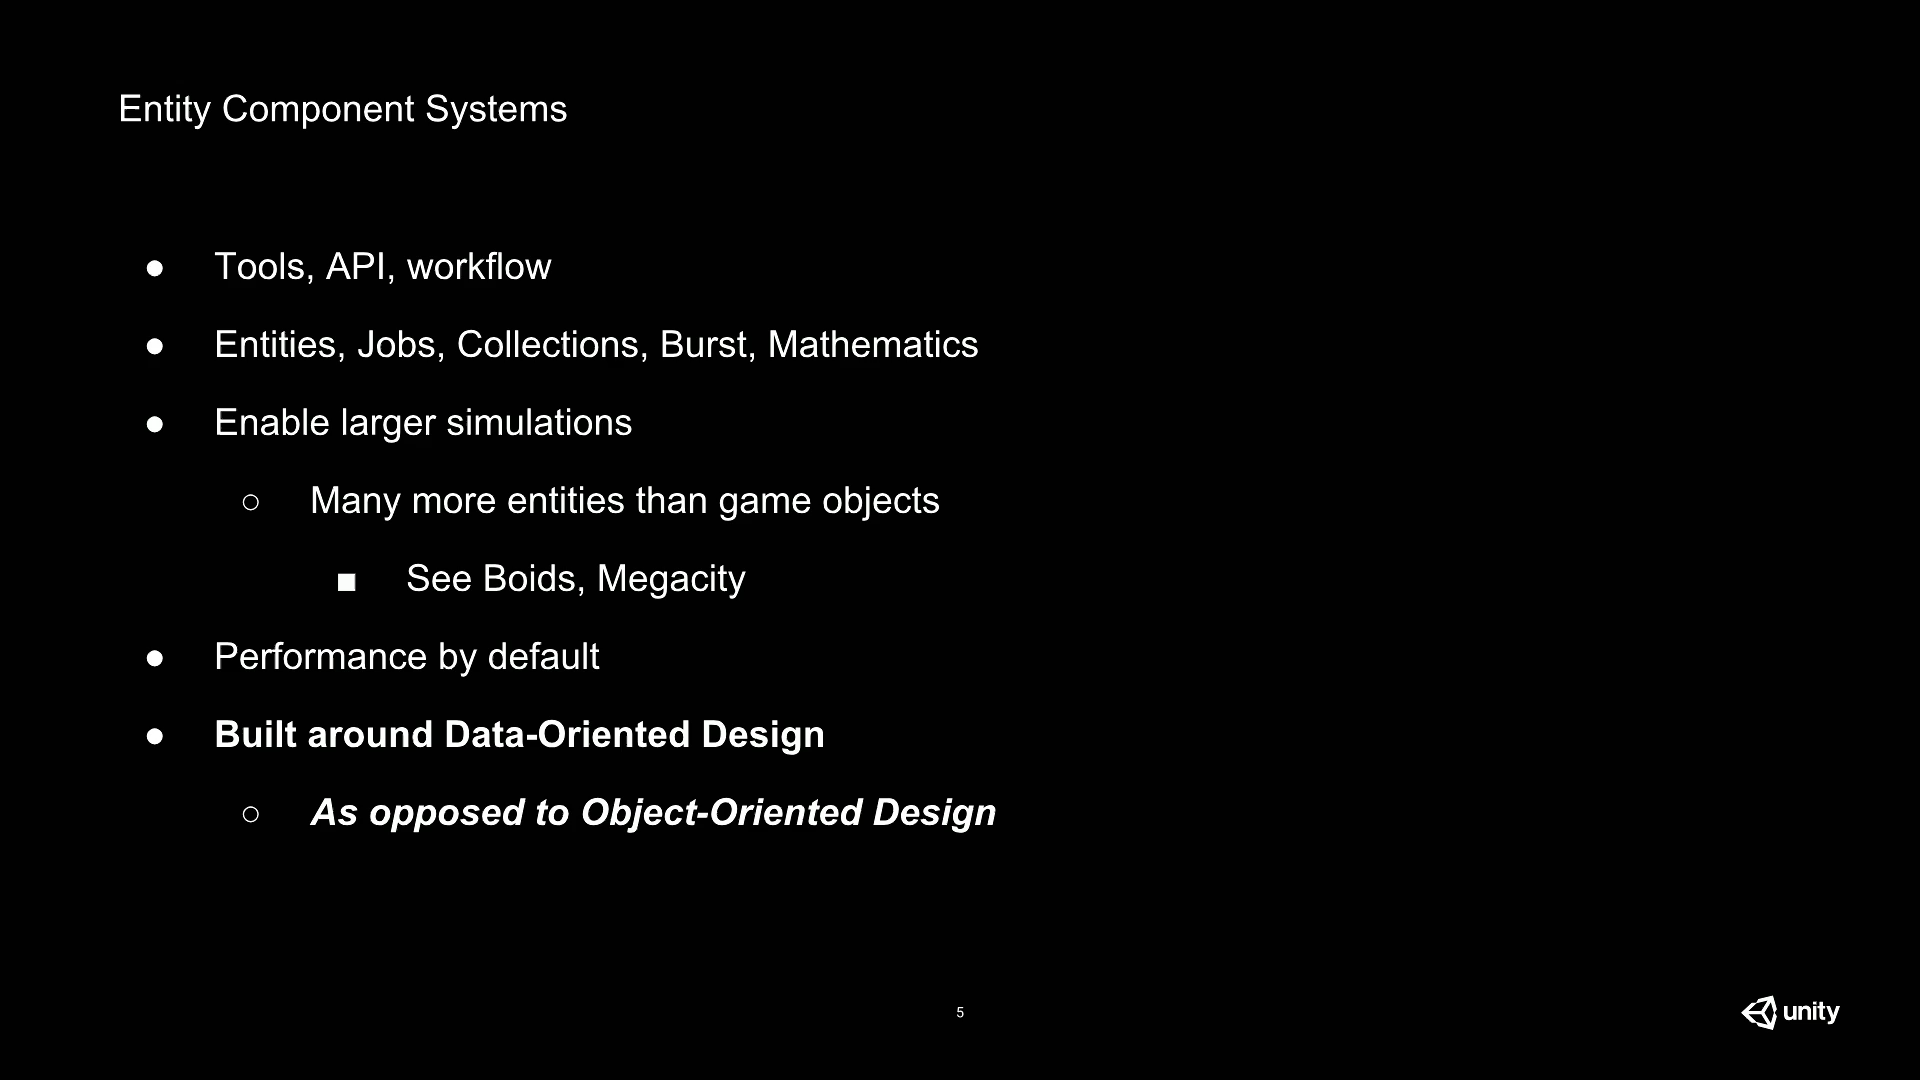 Entity Component Systems
● Tools, API, workflow
● Entities, Jobs, Collections, Burst, Mathematics
● Enable larger simulations
○ Many more entities than game objects
■ See Boids, Megacity
● Performance by default
● Built around Data-Oriented Design
○ As opposed to Object-Oriented Design
5
unity